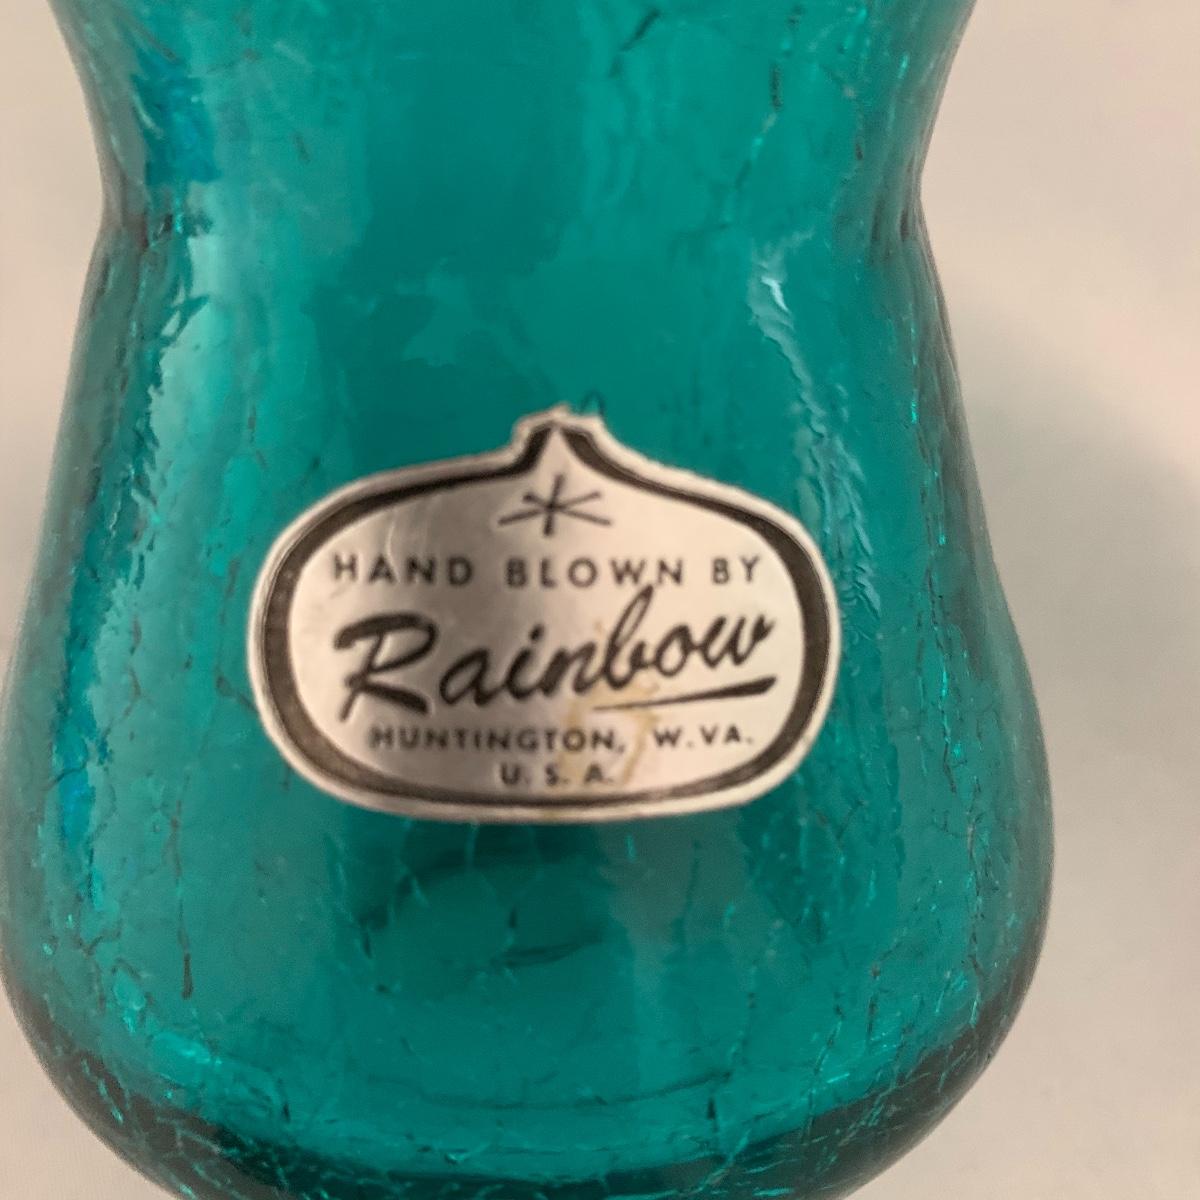 HAND BLOWN BY
Rainbow
HUNTINGTON, W.VA.
U. S. A.